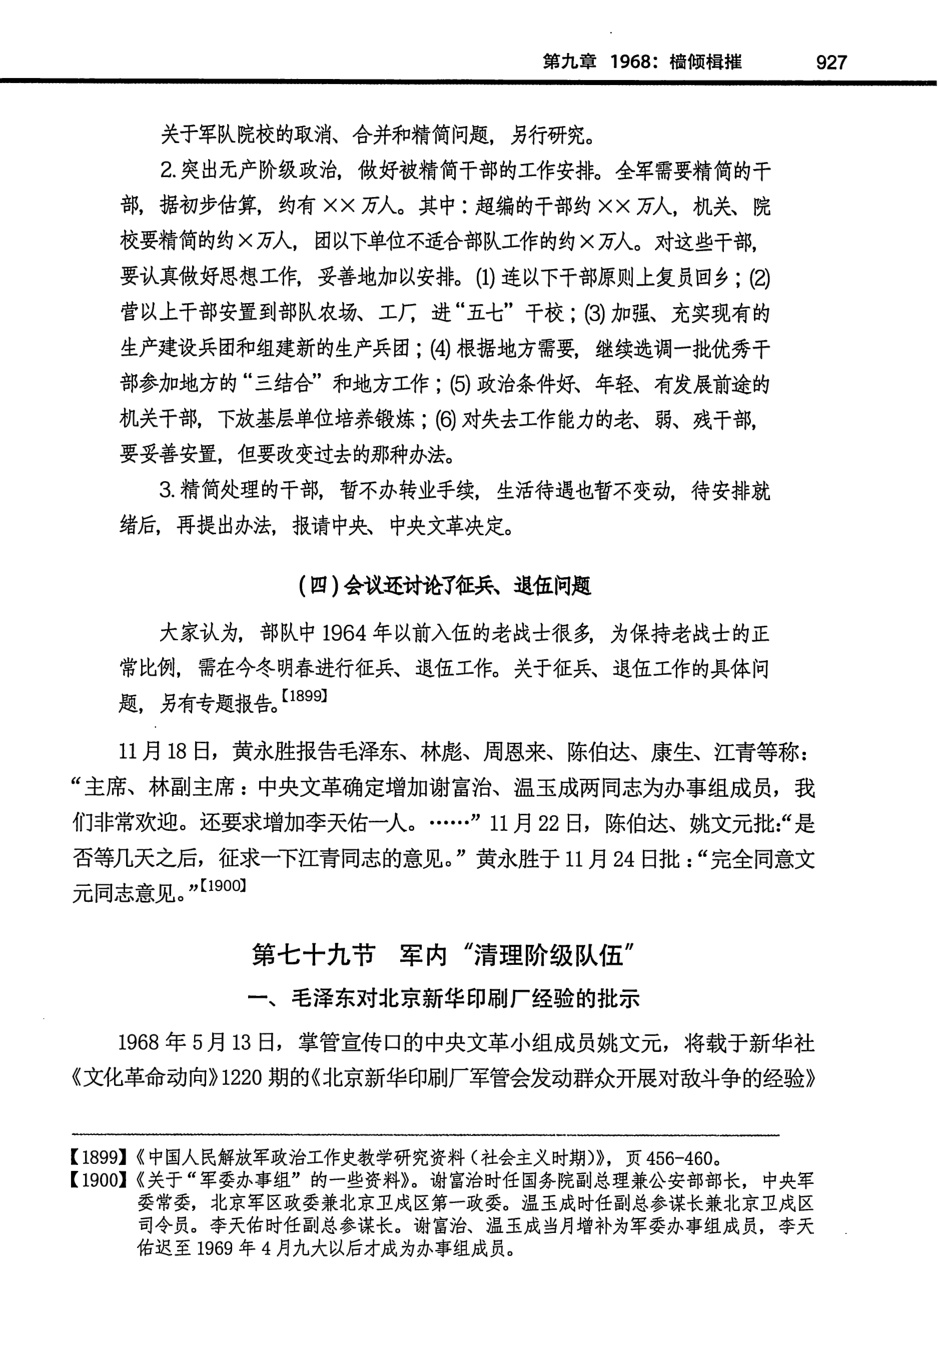 第九章 1968：檣倾楫摧 927
关于军队院校的取消、合并和精简问题，另行研究。
2. 突出无产阶级政治，做好被精简干部的工作安排。全军需要精简的干
部，据初步估算，约有 ×× 万人。其中：超编的干部约 ×× 万人，机关、院
校要精简的约×万人，团以下单位不适合部队工作的约×万人。对这些干部，
要认真做好思想工作，妥善地加以安排。(1) 连以下干部原则上复员回乡；(2)
营以上干部安置到部队农场、工厂，进“五七”干校；(3) 加强、充实现有的
生产建设兵团和组建新的生产兵团；(4) 根据地方需要，继续选调一批优秀干
部参加地方的“三结合”和地方工作；(5) 政治条件好、年轻、有发展前途的
机关干部，下放基层单位培养锻炼；(6) 对失去工作能力的老、弱、残干部，
要妥善安置，但要改变过去的那种办法。
3. 精简处理的干部，暂不办转业手续，生活待遇也暂不变动，待安排就
绪后，再提出办法，报请中央、中央文革决定。
（四）会议还讨论了征兵、退伍问题
大家认为，部队中 1964 年以前入伍的老战士很多，为保持老战士的正
常比例，需在今冬明春进行征兵、退伍工作。关于征兵、退伍工作的具体问
题，另有专题报告。【1899】
11 月 18 日，黄永胜报告毛泽东、林彪、周恩来、陈伯达、康生、江青等称：
“主席、林副主席：中央文革确定增加谢富治、温玉成两同志为办事组成员，我
们非常欢迎。还要求增加李天佑一人。……”11 月 22 日，陈伯达、姚文元批：“是
否等几天之后，征求一下江青同志的意见。”黄永胜于 11 月 24 日批：“完全同意文
元同志意见。”【1900】
第七十九节 军内“清理阶级队伍”
一、毛泽东对北京新华印刷厂经验的批示
1968 年 5 月 13 日，掌管宣传口的中央文革小组成员姚文元，将载于新华社
《文化革命动向》1220 期的《北京新华印刷厂军管会发动群众开展对敌斗争的经验》
【1899】《中国人民解放军政治工作史教学研究资料（社会主义时期）》，页 456-460。
【1900】《关于“军委办事组”的一些资料》。谢富治时任国务院副总理兼公安部部长，中央军
委常委，北京军区政委兼北京卫戍区第一政委。温玉成时任副总参谋长兼北京卫戍区
司令员。李天佑时任副总参谋长。谢富治、温玉成当月增补为军委办事组成员，李天
佑迟至 1969 年 4 月九大以后才成为办事组成员。